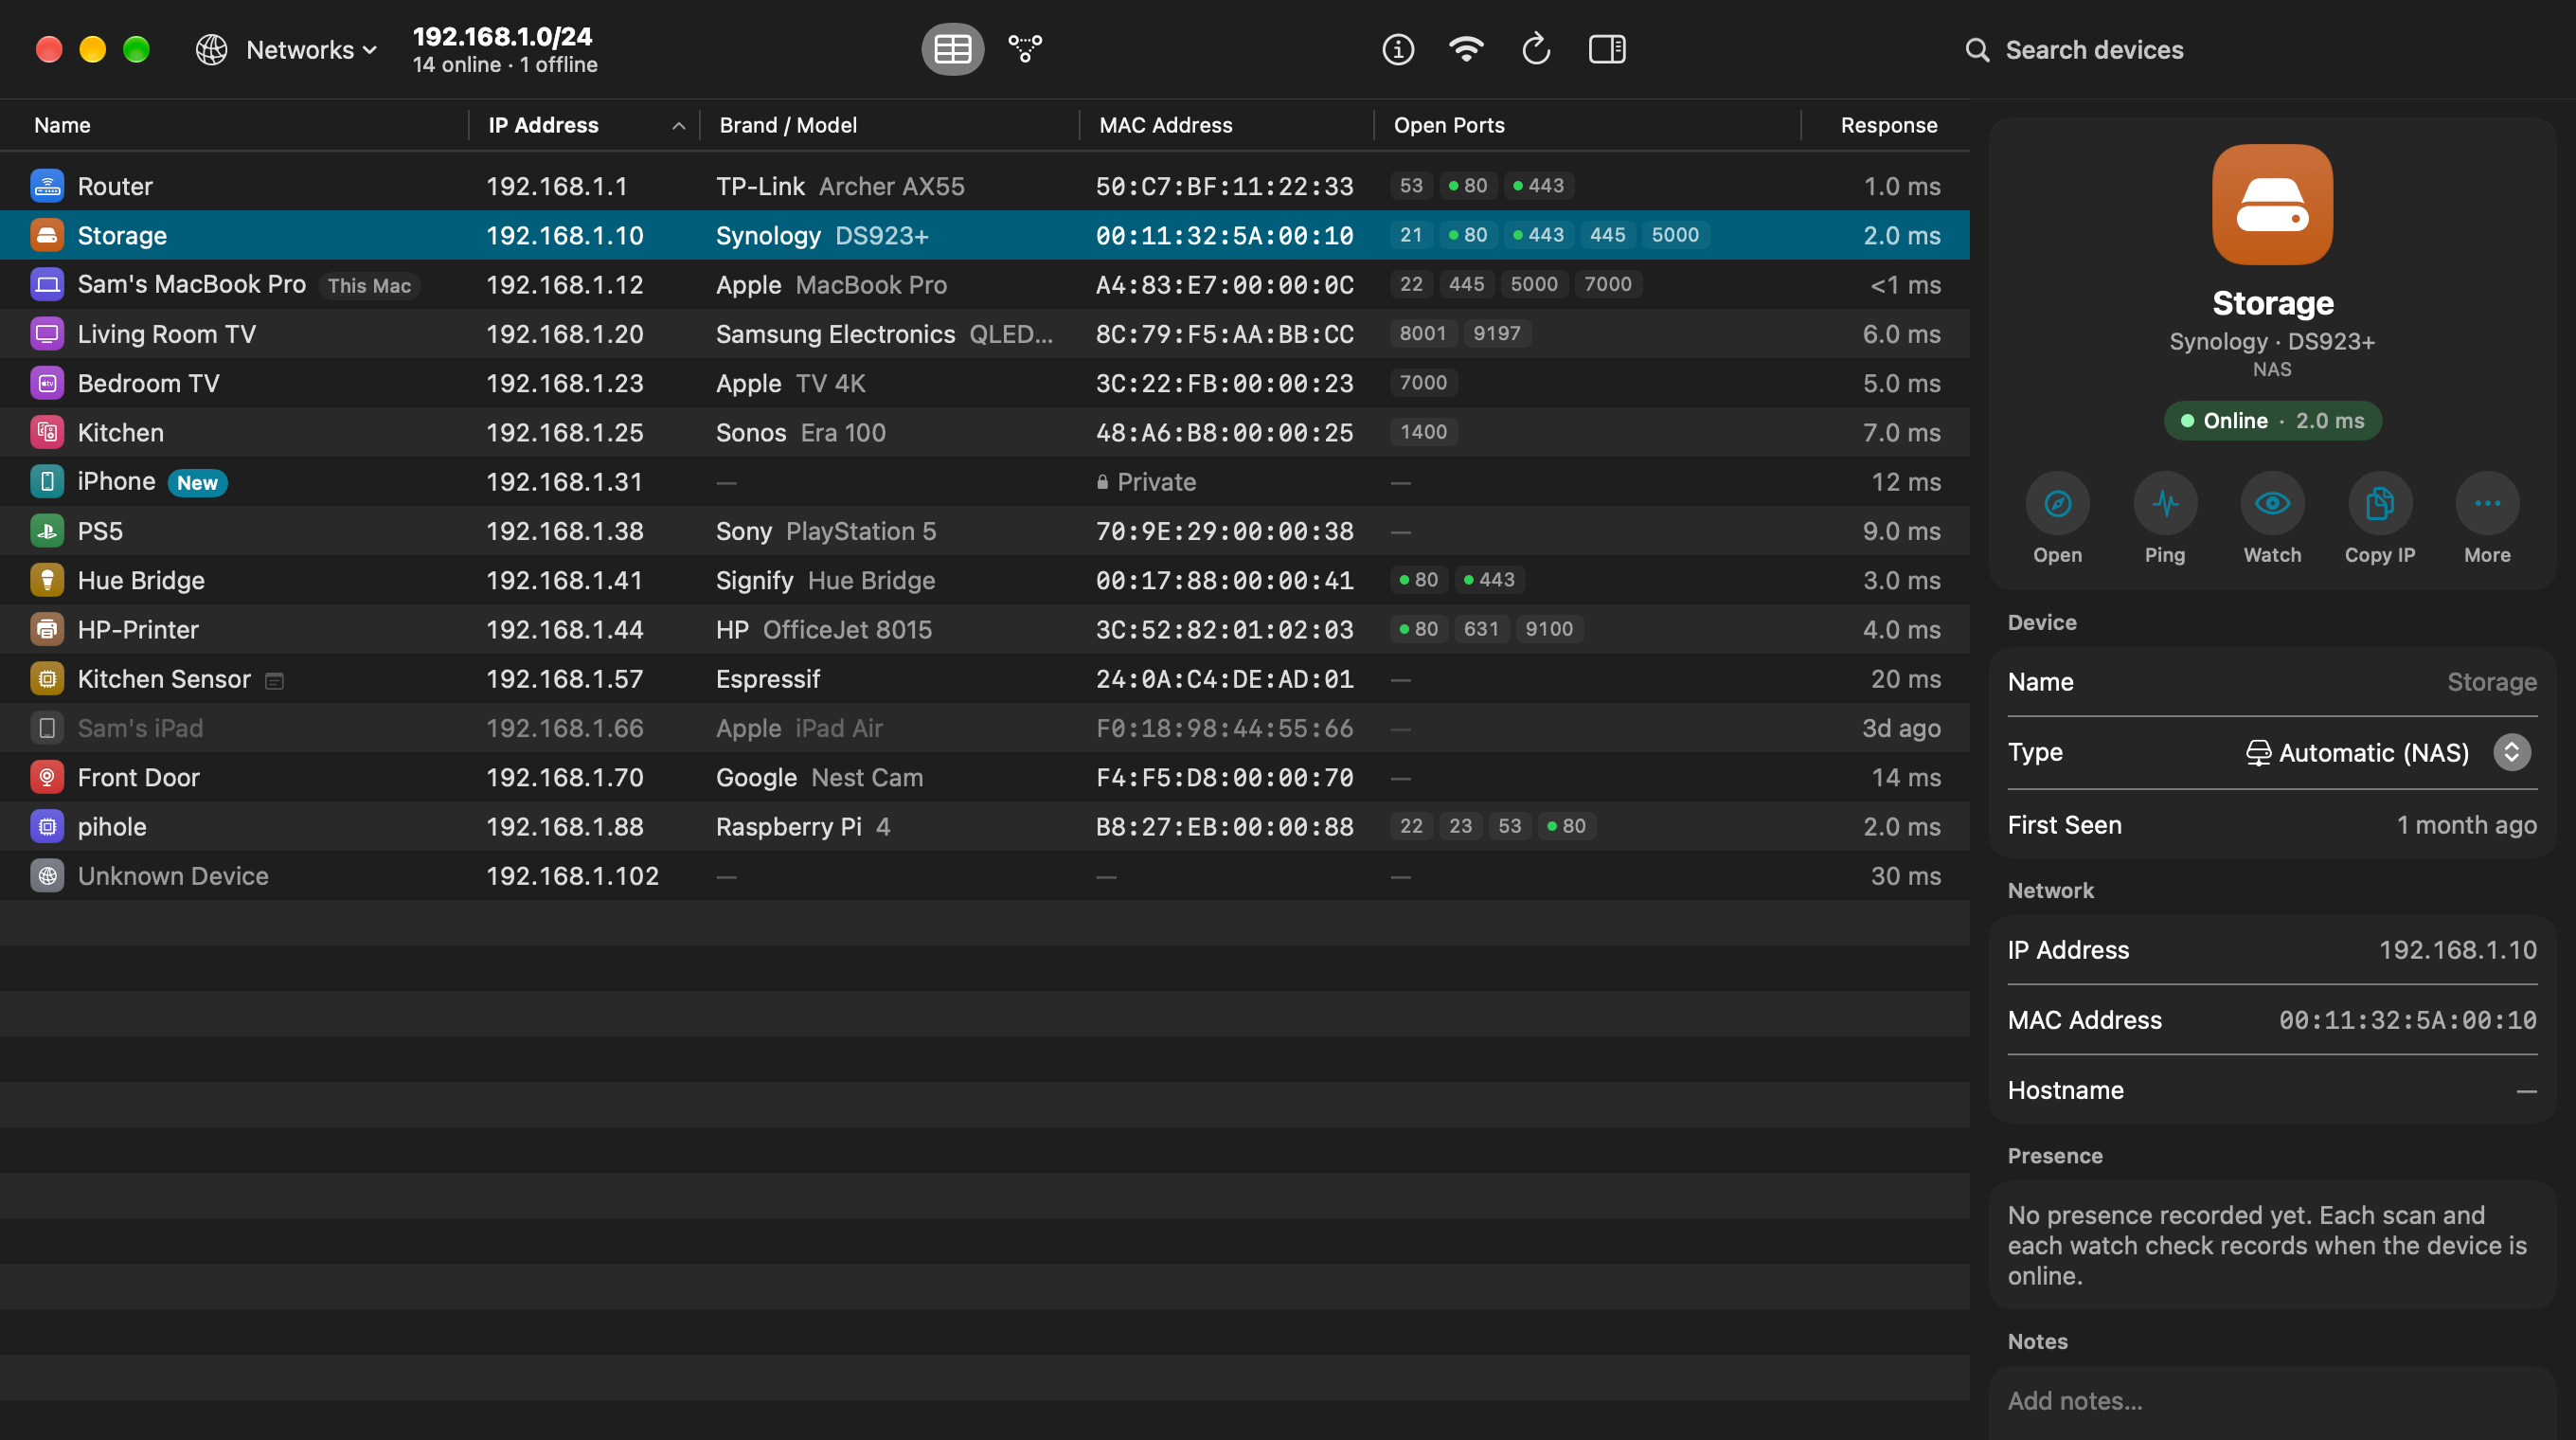 Networks
192.168.1.0/24
14 online · 1 offline
Search devices
Name IP Address Brand / Model MAC Address Open Ports Response
Router 192.168.1.1 TP-Link Archer AX55 50:C7:BF:11:22:33 53 80 443 1.0 ms
Storage 192.168.1.10 Synology DS923+ 00:11:32:5A:00:10 21 80 443 445 5000 2.0 ms
Sam's MacBook Pro This Mac 192.168.1.12 Apple MacBook Pro A4:83:E7:00:00:0C 22 445 5000 7000 <1 ms
Living Room TV 192.168.1.20 Samsung Electronics QLED... 8C:79:F5:AA:BB:CC 8001 9197 6.0 ms
Bedroom TV 192.168.1.23 Apple TV 4K 3C:22:FB:00:00:23 7000 5.0 ms
Kitchen 192.168.1.25 Sonos Era 100 48:A6:B8:00:00:25 1400 7.0 ms
iPhone New 192.168.1.31 — Private — 12 ms
PS5 192.168.1.38 Sony PlayStation 5 70:9E:29:00:00:38 — 9.0 ms
Hue Bridge 192.168.1.41 Signify Hue Bridge 00:17:88:00:00:41 80 443 3.0 ms
HP-Printer 192.168.1.44 HP OfficeJet 8015 3C:52:82:01:02:03 80 631 9100 4.0 ms
Kitchen Sensor 192.168.1.57 Espressif 24:0A:C4:DE:AD:01 — 20 ms
Sam's iPad 192.168.1.66 Apple iPad Air F0:18:98:44:55:66 — 3d ago
Front Door 192.168.1.70 Google Nest Cam F4:F5:D8:00:00:70 — 14 ms
pihole 192.168.1.88 Raspberry Pi 4 B8:27:EB:00:00:88 22 23 53 80 2.0 ms
Unknown Device 192.168.1.102 — — — 30 ms
Storage
Synology · DS923+
NAS
Online · 2.0 ms
Open Ping Watch Copy IP More
Device
Name Storage
Type Automatic (NAS)
First Seen 1 month ago
Network
IP Address 192.168.1.10
MAC Address 00:11:32:5A:00:10
Hostname —
Presence
No presence recorded yet. Each scan and
each watch check records when the device is
online.
Notes
Add notes...